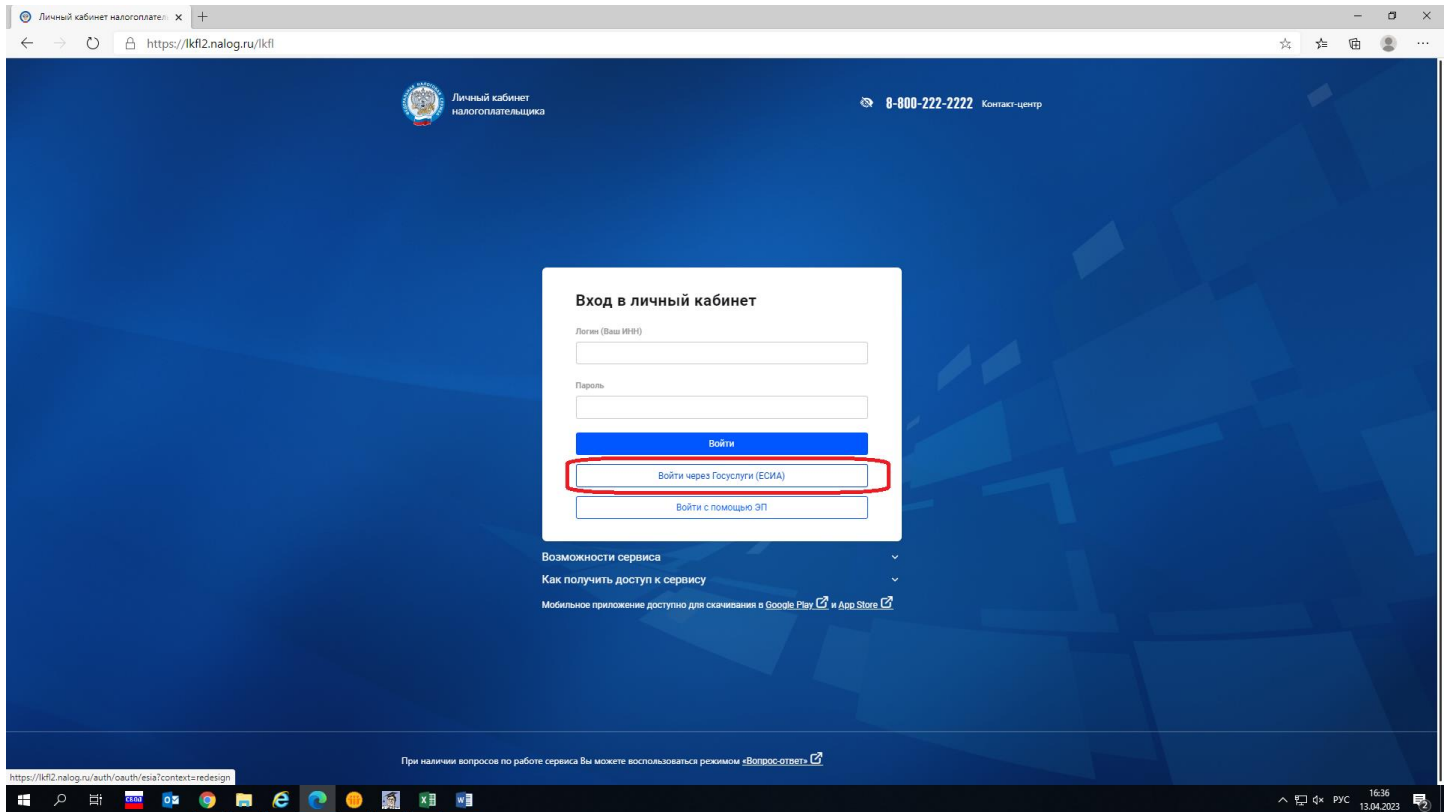 Личный кабинет налогоплател
https://lkfl2.nalog.ru/lkfl
Личный кабинет
налогоплательщика
8-800-222-2222 Контакт-центр
Вход в личный кабинет
Логин (Ваш ИНН)
Пароль
Войти
Войти через Госуслуги (ЕСИА)
Войти с помощью ЭП
Возможности сервиса
Как получить доступ к сервису
Мобильное приложение доступно для скачивания в Google Play и App Store
При наличии вопросов по работе сервиса Вы можете воспользоваться режимом «Вопрос-ответ»
https://lkfl2.nalog.ru/auth/oauth/esia?context=redesign
СВОД
РУС
16:36
13.04.2023
2